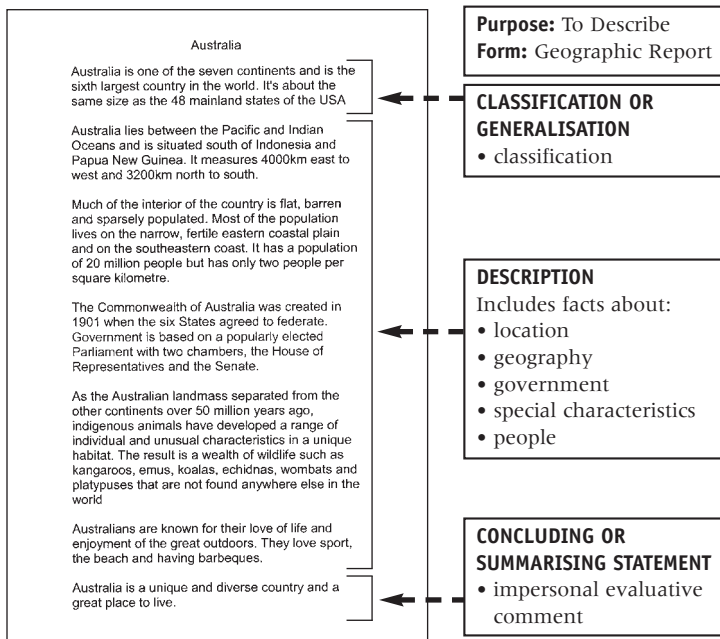 Australia
Australia is one of the seven continents and is the
sixth largest country in the world. It's about the
same size as the 48 mainland states of the USA
Australia lies between the Pacific and Indian
Oceans and is situated south of Indonesia and
Papua New Guinea. It measures 4000km east to
west and 3200km north to south.
Much of the interior of the country is flat, barren
and sparsely populated. Most of the population
lives on the narrow, fertile eastern coastal plain
and on the southeastern coast. It has a population
of 20 million people but has only two people per
square kilometre.
The Commonwealth of Australia was created in
1901 when the six States agreed to federate.
Government is based on a popularly elected
Parliament with two chambers, the House of
Representatives and the Senate.
As the Australian landmass separated from the
other continents over 50 million years ago,
indigenous animals have developed a range of
individual and unusual characteristics in a unique
habitat. The result is a wealth of wildlife such as
kangaroos, emus, koalas, echidnas, wombats and
platypuses that are not found anywhere else in the
world
Australians are known for their love of life and
enjoyment of the great outdoors. They love sport,
the beach and having barbeques.
Australia is a unique and diverse country and a
great place to live.
Purpose: To Describe
Form: Geographic Report
CLASSIFICATION OR
GENERALISATION
• classification
DESCRIPTION
Includes facts about:
• location
• geography
• government
• special characteristics
• people
CONCLUDING OR
SUMMARISING STATEMENT
• impersonal evaluative
comment